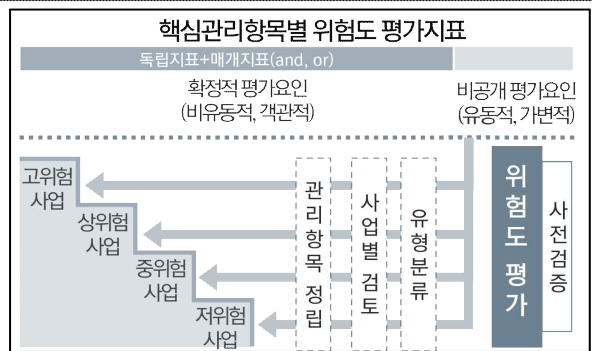 핵심관리항목별 위험도 평가지표
독립지표+매개지표(and, or)
확정적 평가요인
(비유동적, 객관적)
비공개 평가요인
(유동적, 가변적)
고위험
사업
상위험
사업
중위험
사업
저위험
사업
관리항목 정립
사업별 검토
유형분류
위험도 평가
사전검증